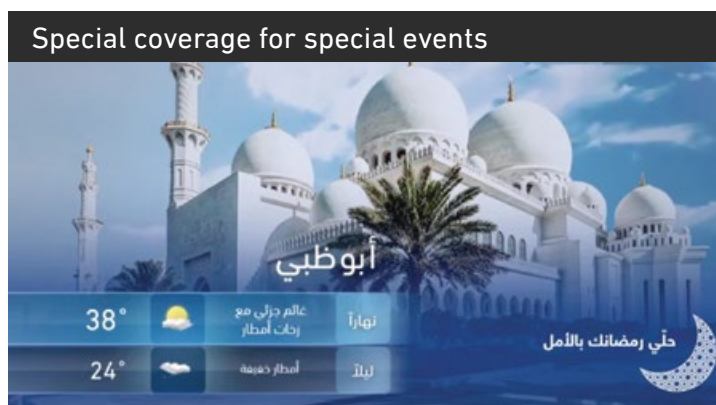 Special coverage for special events
أبوظبي
نهاراً
غائم جزئي مع
زخات أمطار
38°
ليلاً
أمطار خفيفة
24°
حلّي رمضانك بالأمل